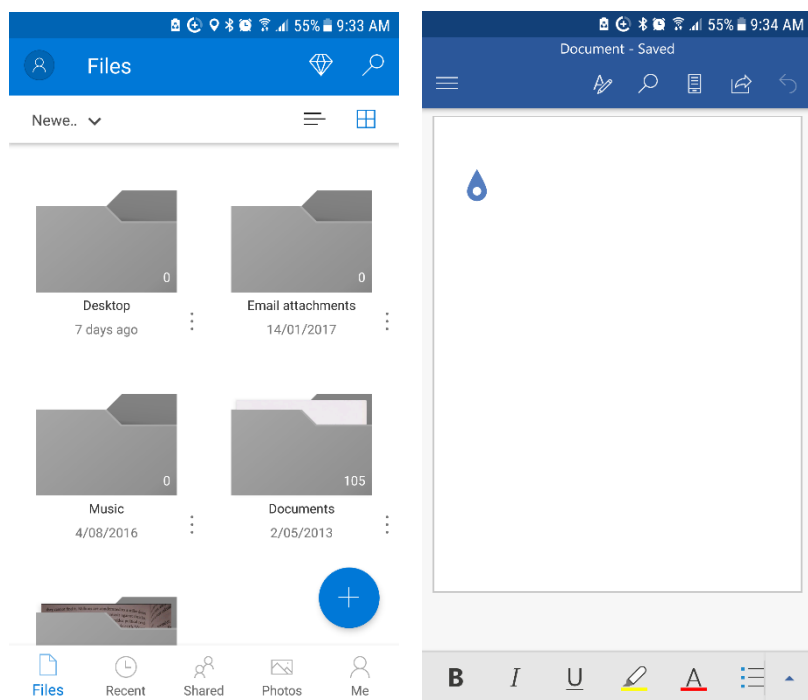 55% 9:33 AM
Files
Newe..
0
0
Desktop
Email attachments
7 days ago
14/01/2017
0
105
Music
Documents
4/08/2016
2/05/2013
Files
Recent
Shared
Photos
Me
55% 9:34 AM
Document - Saved
B I U A